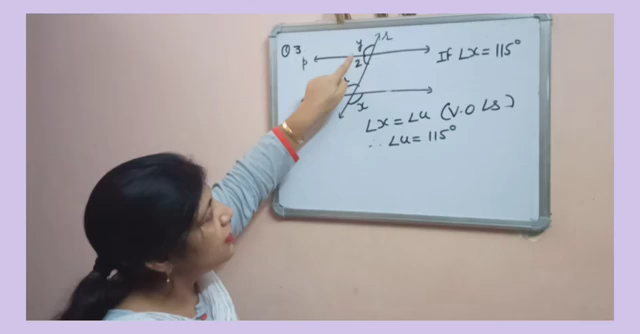 Q3
y
r
p
z
If ∠x = 115°
x
∠x = ∠u (V.O ∠s)
∴ ∠u = 115°